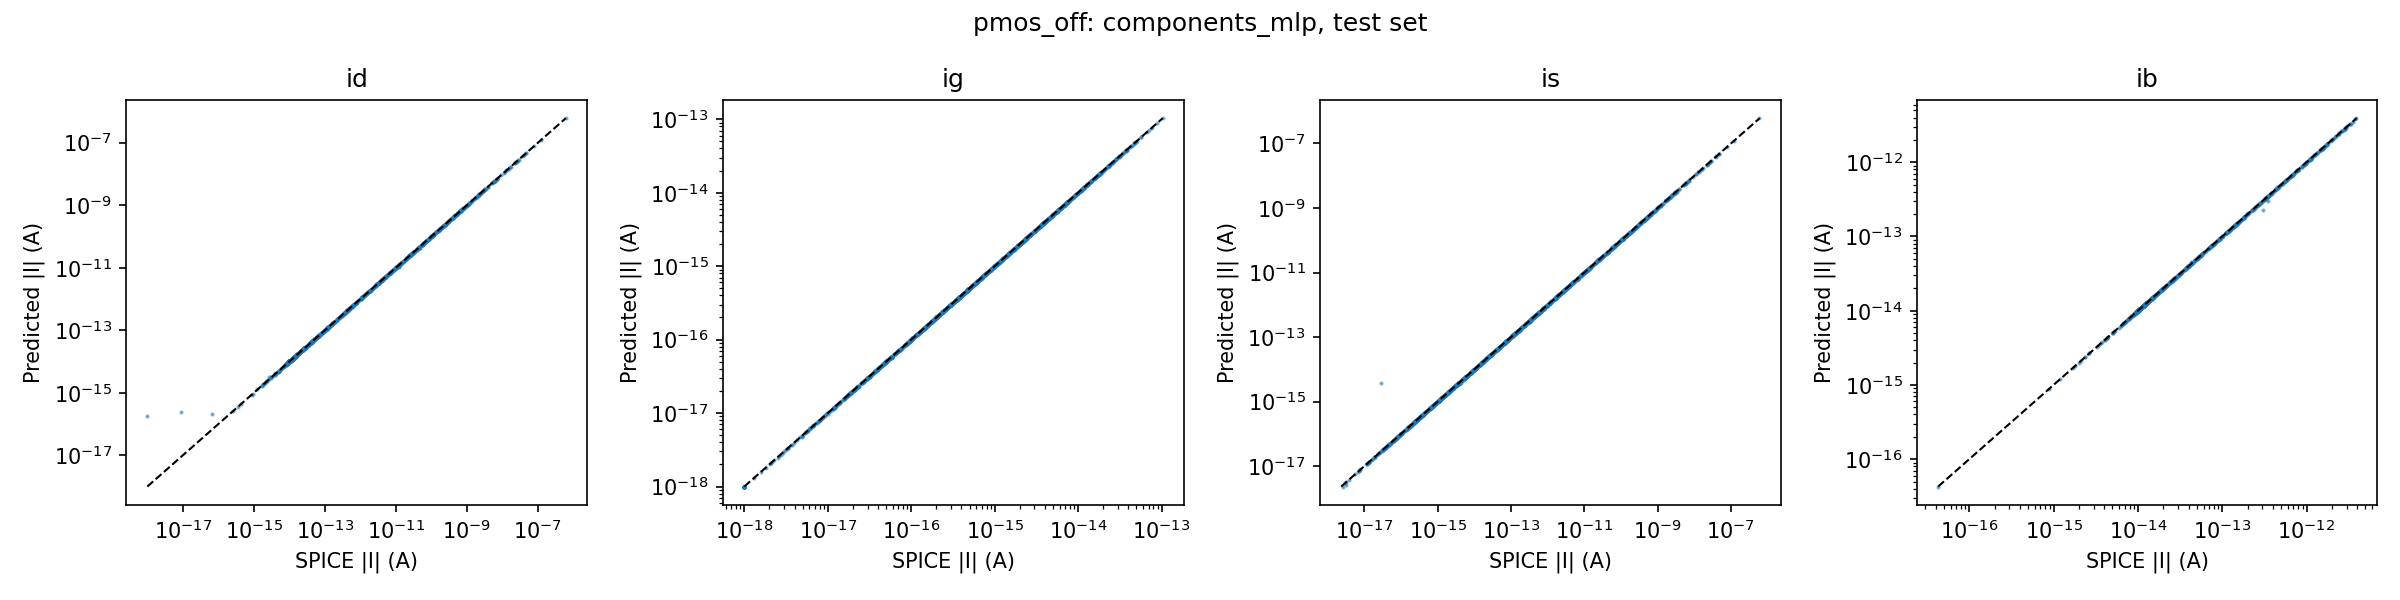 pmos_off: components_mlp, test set
id
Predicted |I| (A)
10⁻⁷
10⁻⁹
10⁻¹¹
10⁻¹³
10⁻¹⁵
10⁻¹⁷
10⁻¹⁷ 10⁻¹⁵ 10⁻¹³ 10⁻¹¹ 10⁻⁹ 10⁻⁷
SPICE |I| (A)
ig
Predicted |I| (A)
10⁻¹³
10⁻¹⁴
10⁻¹⁵
10⁻¹⁶
10⁻¹⁷
10⁻¹⁸
10⁻¹⁸ 10⁻¹⁷ 10⁻¹⁶ 10⁻¹⁵ 10⁻¹⁴ 10⁻¹³
SPICE |I| (A)
is
Predicted |I| (A)
10⁻⁷
10⁻⁹
10⁻¹¹
10⁻¹³
10⁻¹⁵
10⁻¹⁷
10⁻¹⁷ 10⁻¹⁵ 10⁻¹³ 10⁻¹¹ 10⁻⁹ 10⁻⁷
SPICE |I| (A)
ib
Predicted |I| (A)
10⁻¹²
10⁻¹³
10⁻¹⁴
10⁻¹⁵
10⁻¹⁶
10⁻¹⁶ 10⁻¹⁵ 10⁻¹⁴ 10⁻¹³ 10⁻¹²
SPICE |I| (A)